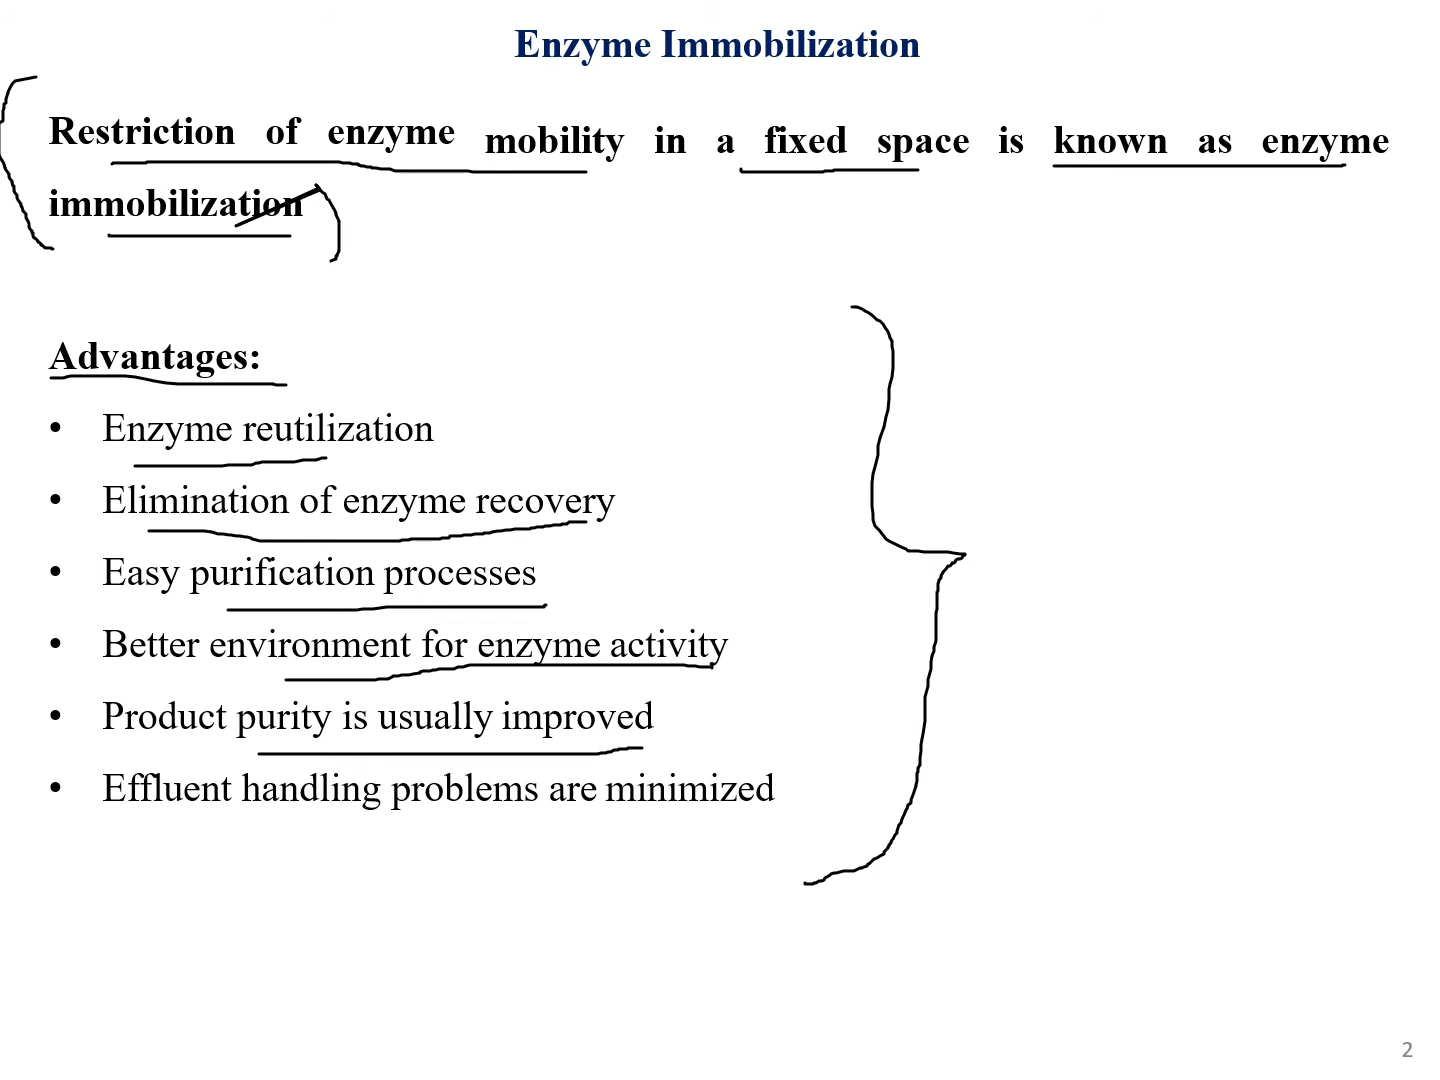 Enzyme Immobilization
Restriction of enzyme mobility in a fixed space is known as enzyme
immobilization
Advantages:
• Enzyme reutilization
• Elimination of enzyme recovery
• Easy purification processes
• Better environment for enzyme activity
• Product purity is usually improved
• Effluent handling problems are minimized
2